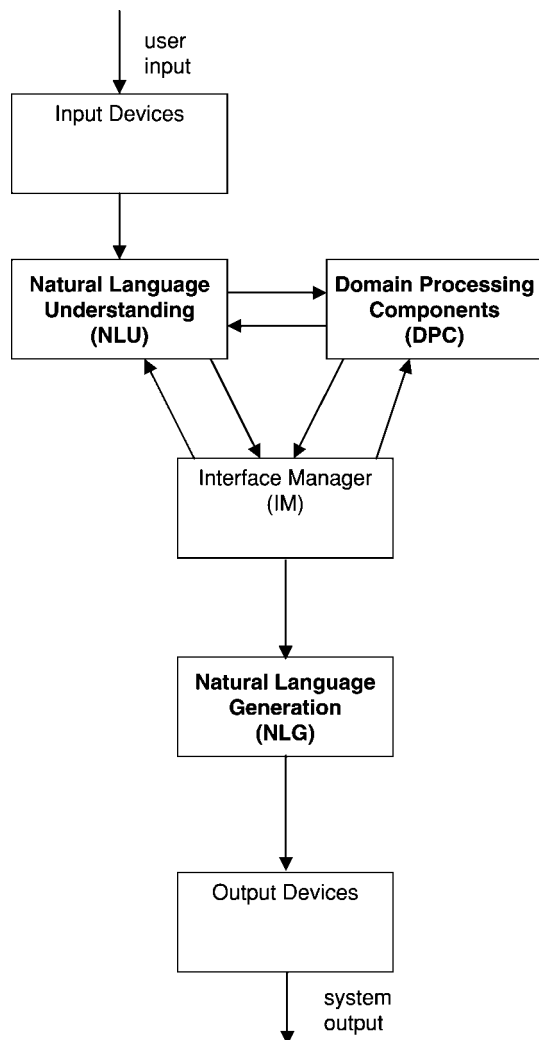 user
input
Input Devices
Natural Language
Understanding
(NLU)
Domain Processing
Components
(DPC)
Interface Manager
(IM)
Natural Language
Generation
(NLG)
Output Devices
system
output